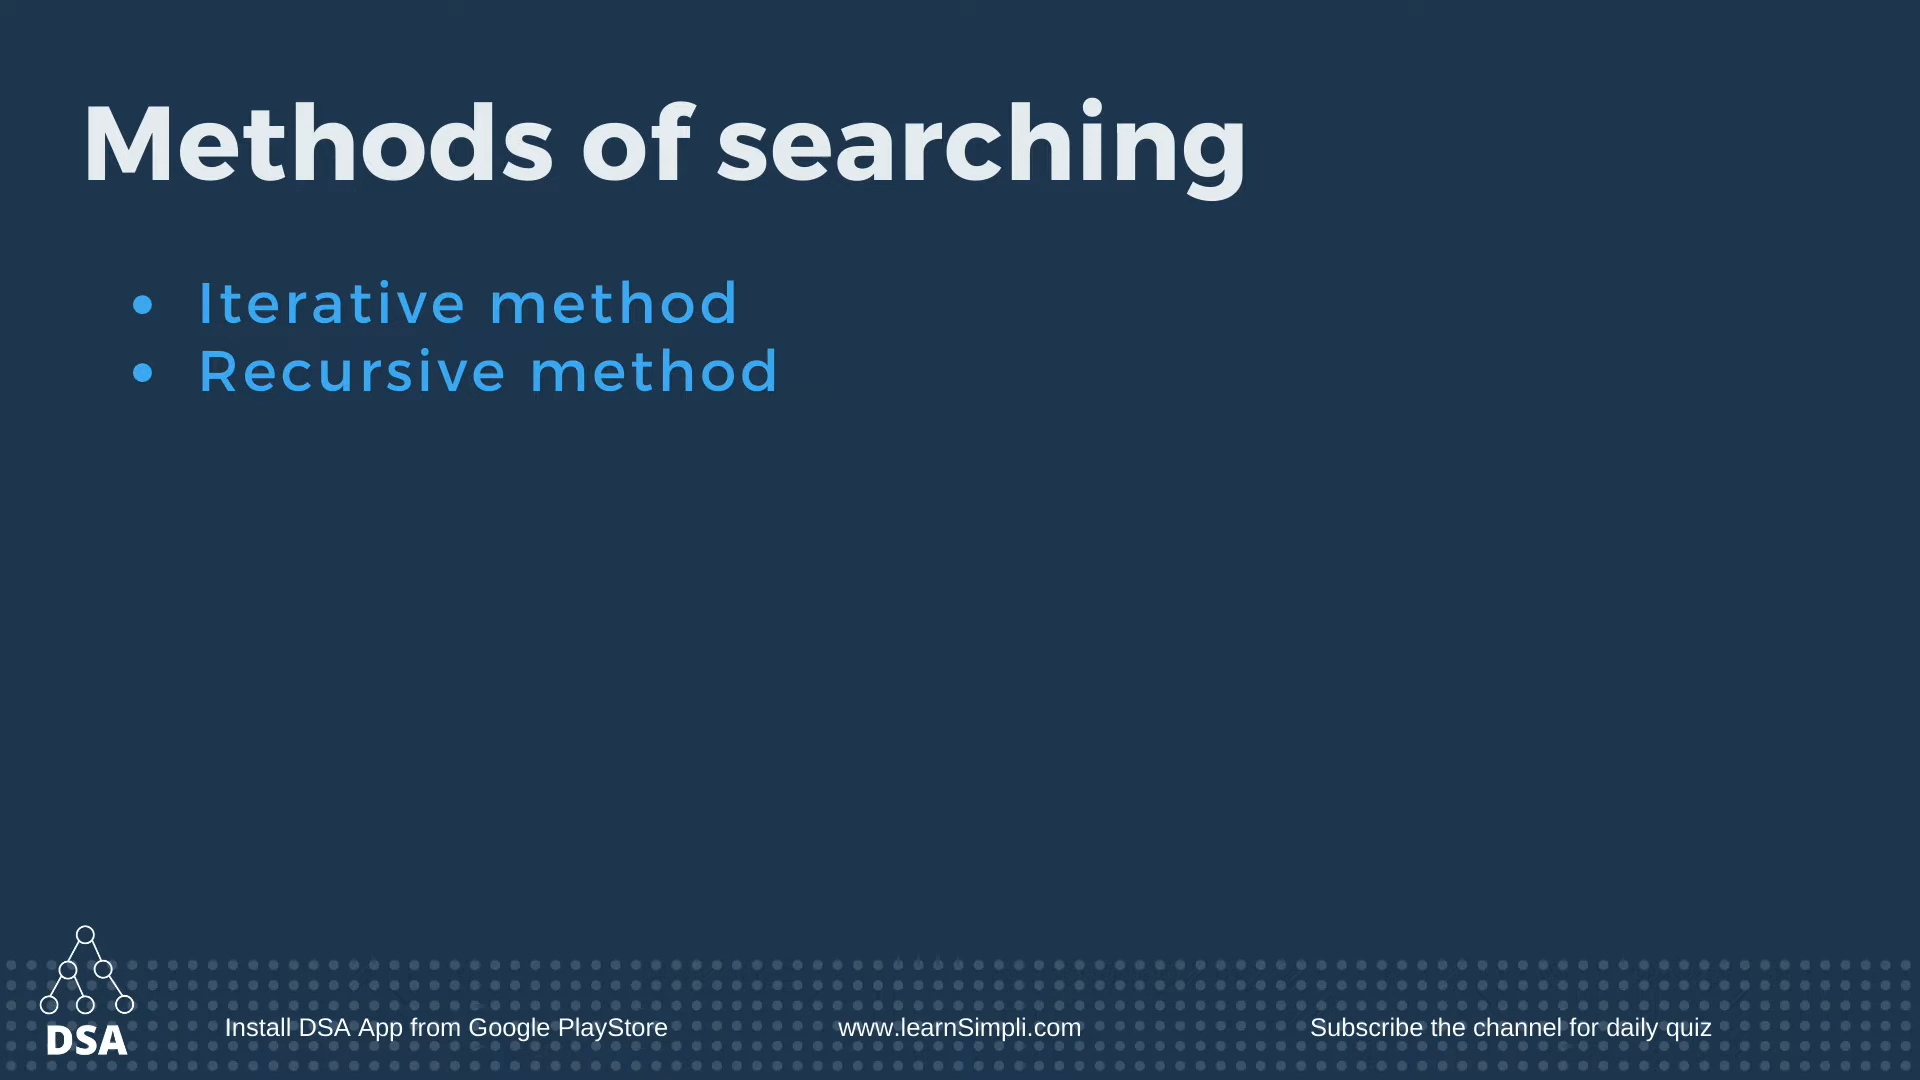 Methods of searching
• Iterative method
• Recursive method
DSA
Install DSA App from Google PlayStore
www.learnSimpli.com
Subscribe the channel for daily quiz